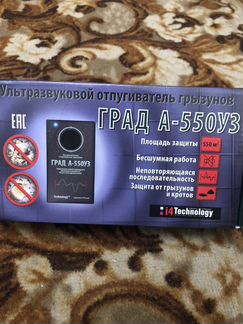 Ультразвуковой отпугиватель грызунов
ГРАД А-550УЗ
EAC
Площадь защиты
550 м²
Бесшумная работа
Неповторяющаяся
последовательность
Защита от грызунов
и кротов
ГРАД А-550УЗ
i4Technology